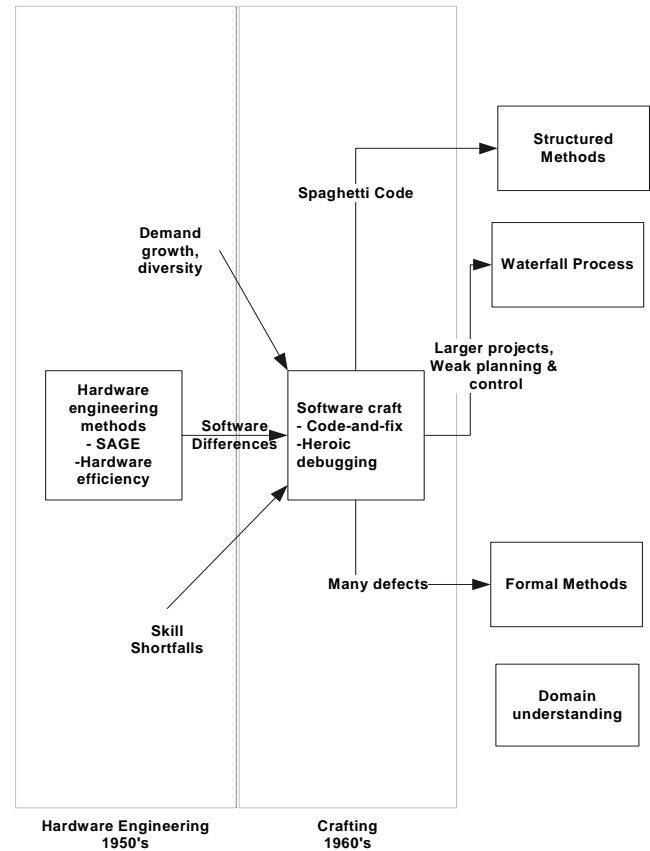 Structured
Methods
Spaghetti Code
Demand
growth,
diversity
Waterfall Process
Larger projects,
Weak planning &
control
Hardware
engineering
methods
- SAGE
-Hardware
efficiency
Software
Differences
Software craft
- Code-and-fix
-Heroic
debugging
Many defects
Formal Methods
Skill
Shortfalls
Domain
understanding
Hardware Engineering
1950's
Crafting
1960's